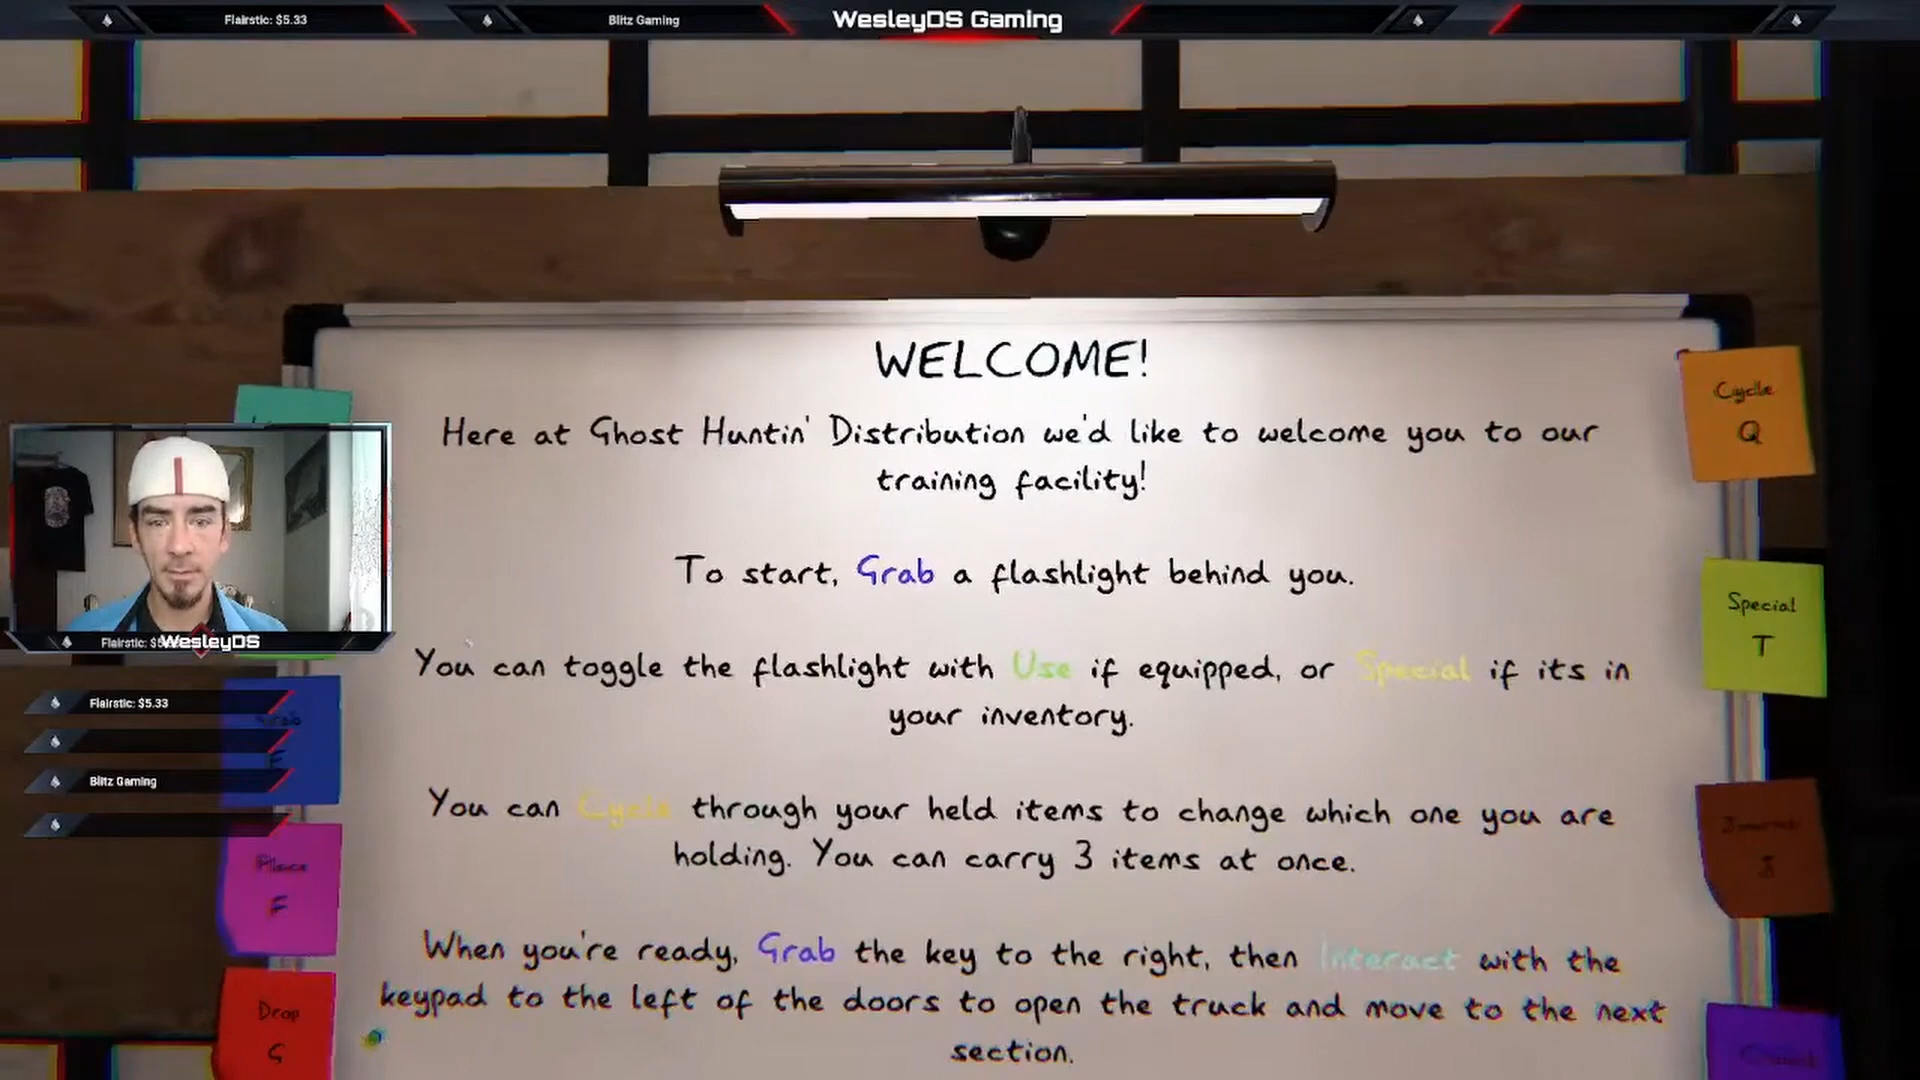 Flairstic: $5.33
Blitz Gaming
WesleyDS Gaming
WELCOME!
Here at Ghost Huntin' Distribution we'd like to welcome you to our
training facility!
To start, Grab a flashlight behind you.
You can toggle the flashlight with Use if equipped, or Special if its in
your inventory.
You can Cycle through your held items to change which one you are
holding. You can carry 3 items at once.
When you're ready, Grab the key to the right, then Interact with the
keypad to the left of the doors to open the truck and move to the next
section.
Cycle
Q
Special
T
WesleyDS
Flairstic: $5.33
Blitz Gaming
Grab
Place
F
Drop
G